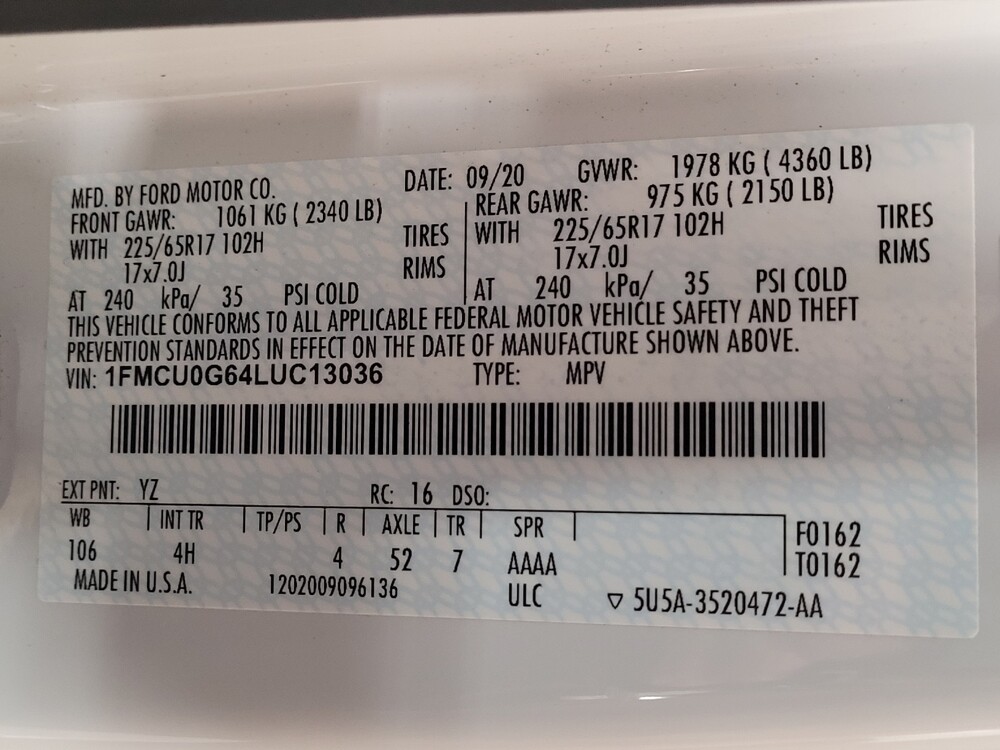 MFD. BY FORD MOTOR CO. DATE: 09/20 GVWR: 1978 KG ( 4360 LB)
FRONT GAWR: 1061 KG ( 2340 LB) REAR GAWR: 975 KG ( 2150 LB)
WITH 225/65R17 102H TIRES WITH 225/65R17 102H TIRES
17x7.0J RIMS 17x7.0J RIMS
AT 240 kPa/ 35 PSI COLD AT 240 kPa/ 35 PSI COLD
THIS VEHICLE CONFORMS TO ALL APPLICABLE FEDERAL MOTOR VEHICLE SAFETY AND THEFT
PREVENTION STANDARDS IN EFFECT ON THE DATE OF MANUFACTURE SHOWN ABOVE.
VIN: 1FMCU0G64LUC13036 TYPE: MPV
EXT PNT: YZ RC: 16 DSO:
WB INT TR TP/PS R AXLE TR SPR F0162
106 4H 4 52 7 AAAA T0162
MADE IN U.S.A. 1202009096136 ULC ▽ 5U5A-3520472-AA